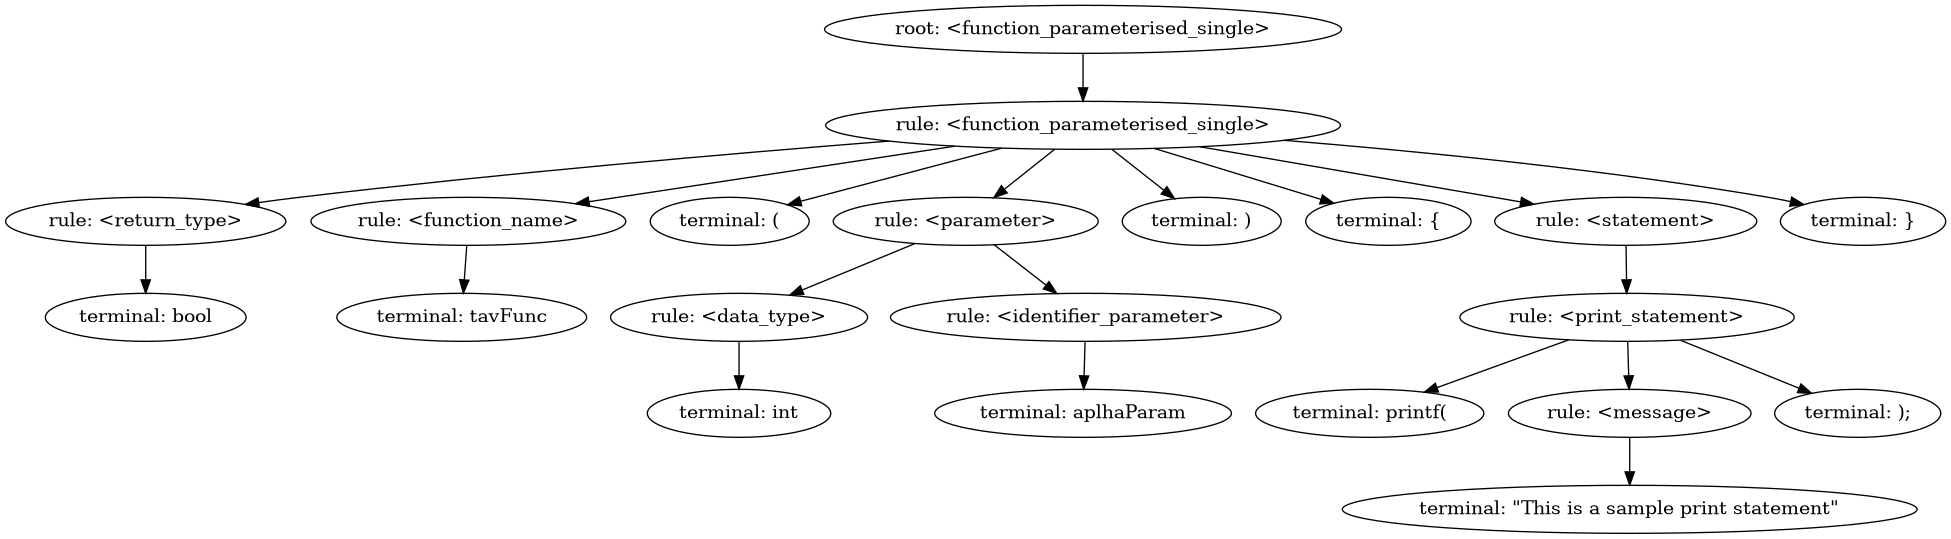 root: <function_parameterised_single>
rule: <function_parameterised_single>
rule: <return_type>
rule: <function_name>
terminal: (
rule: <parameter>
terminal: )
terminal: {
rule: <statement>
terminal: }
terminal: bool
terminal: tavFunc
rule: <data_type>
rule: <identifier_parameter>
rule: <print_statement>
terminal: int
terminal: aplhaParam
terminal: printf(
rule: <message>
terminal: );
terminal: "This is a sample print statement"